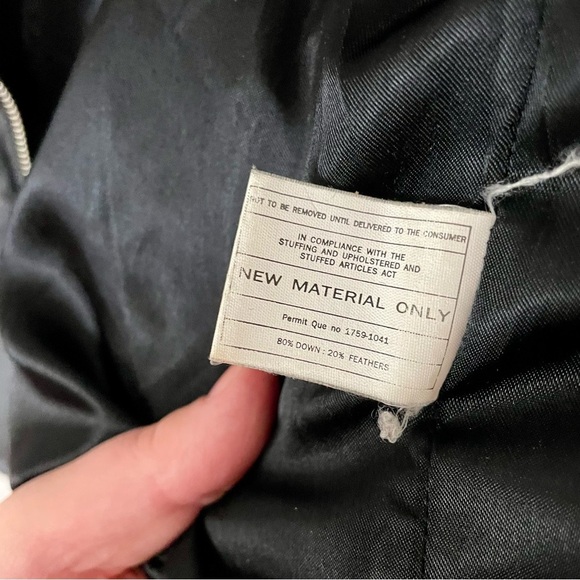 NOT TO BE REMOVED UNTIL DELIVERED TO THE CONSUMER
IN COMPLIANCE WITH THE
STUFFING AND UPHOLSTERED AND
STUFFED ARTICLES ACT
NEW MATERIAL ONLY
Permit Que no 1759-1041
80% DOWN : 20% FEATHERS